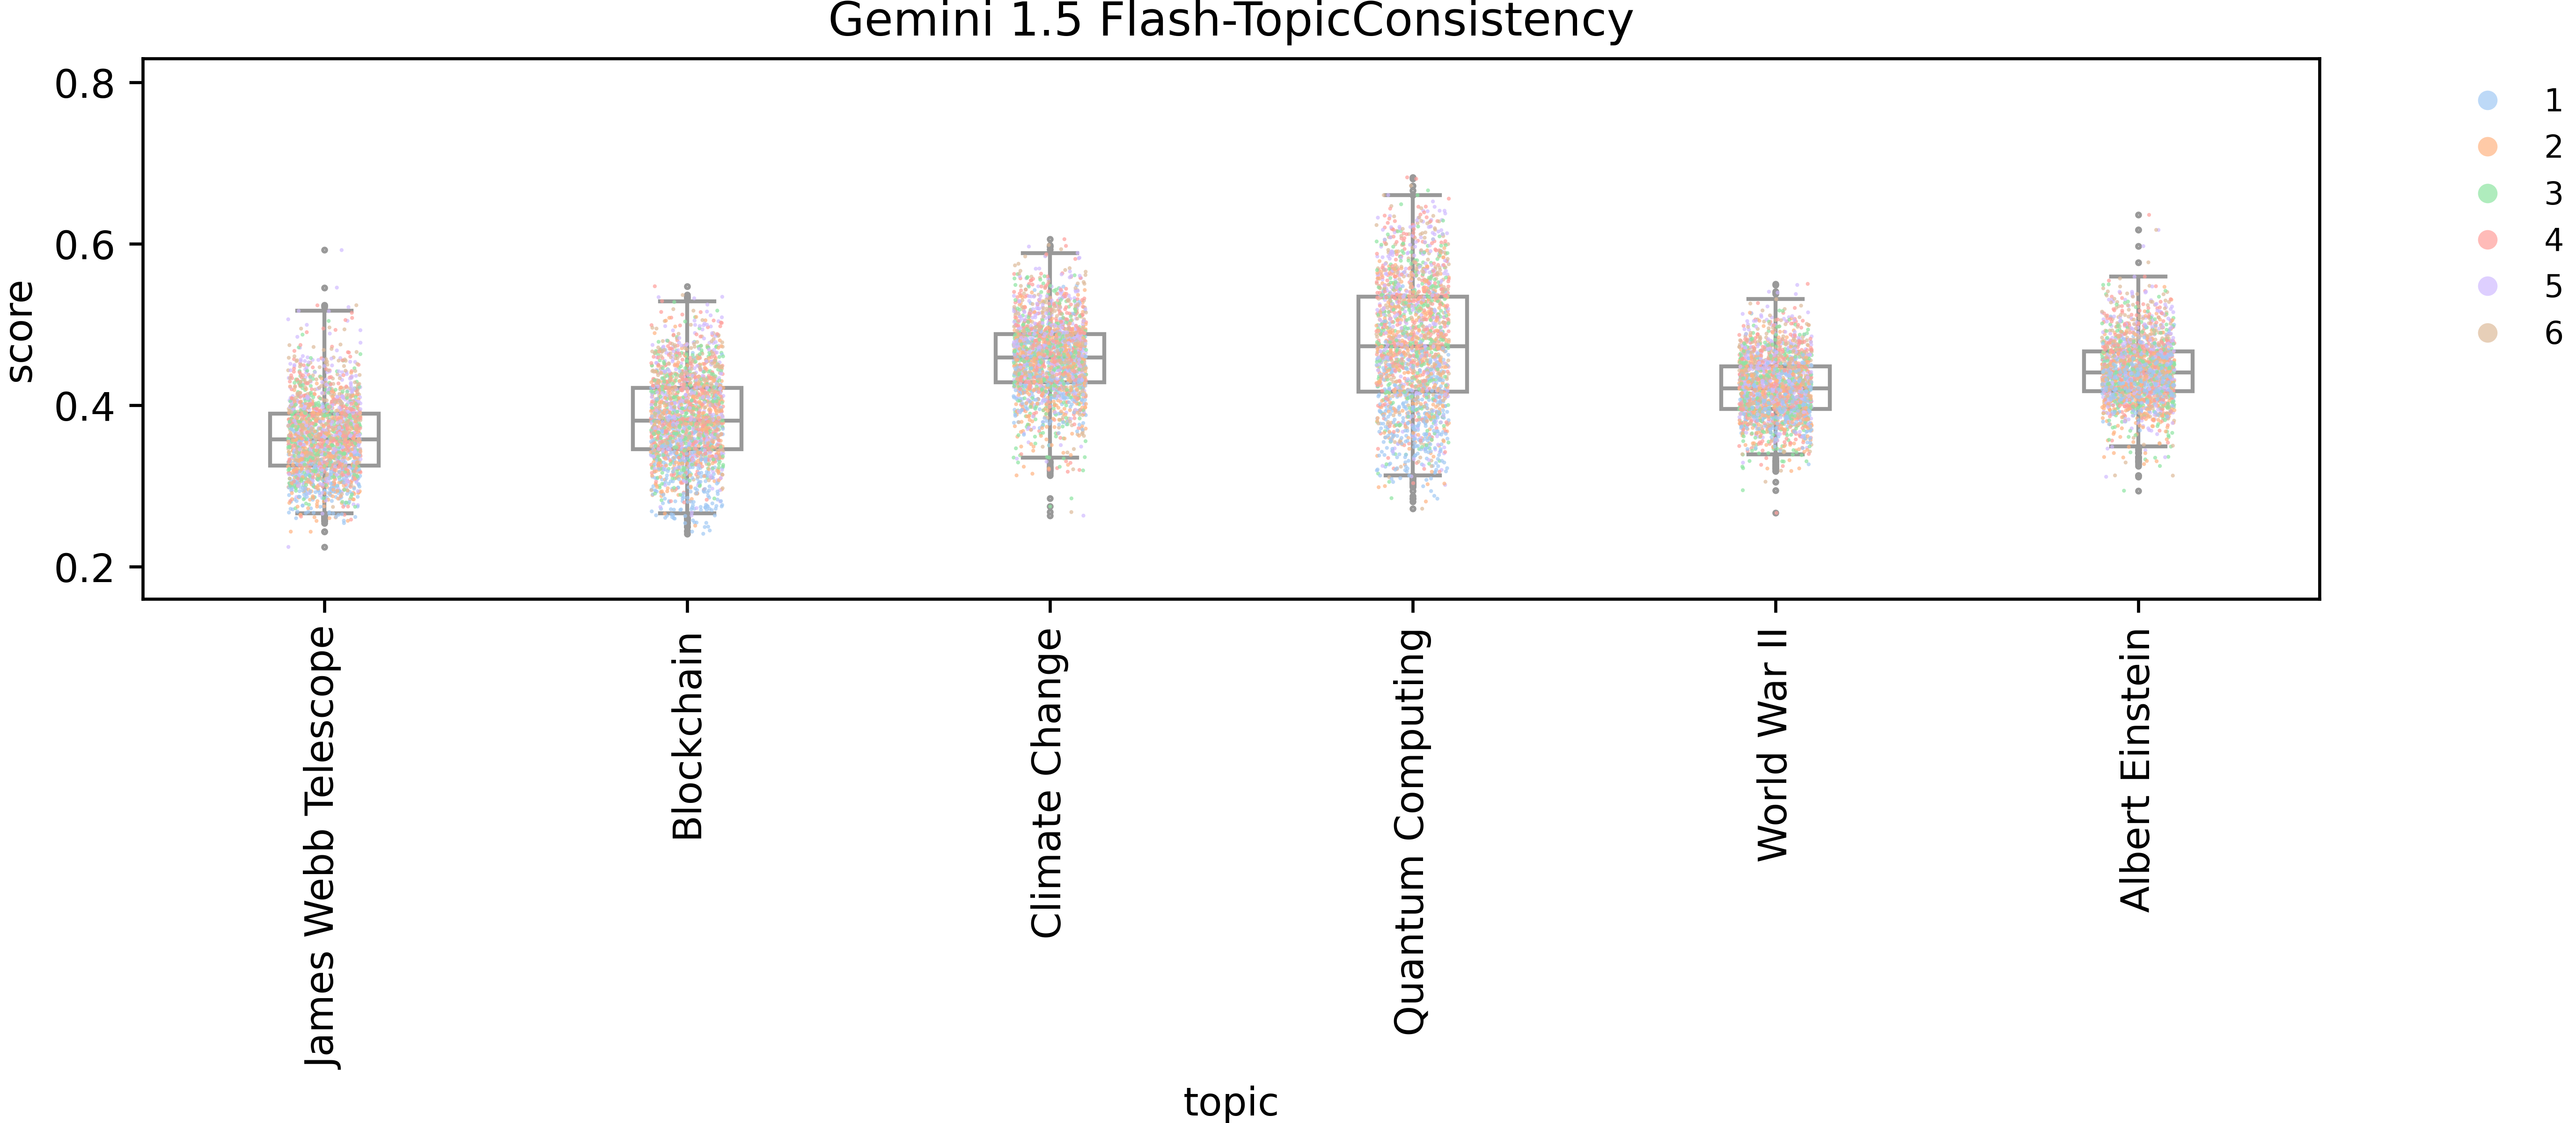 Gemini 1.5 Flash-TopicConsistency
score
0.8
0.6
0.4
0.2
1
2
3
4
5
6
James Webb Telescope
Blockchain
Climate Change
Quantum Computing
World War II
Albert Einstein
topic